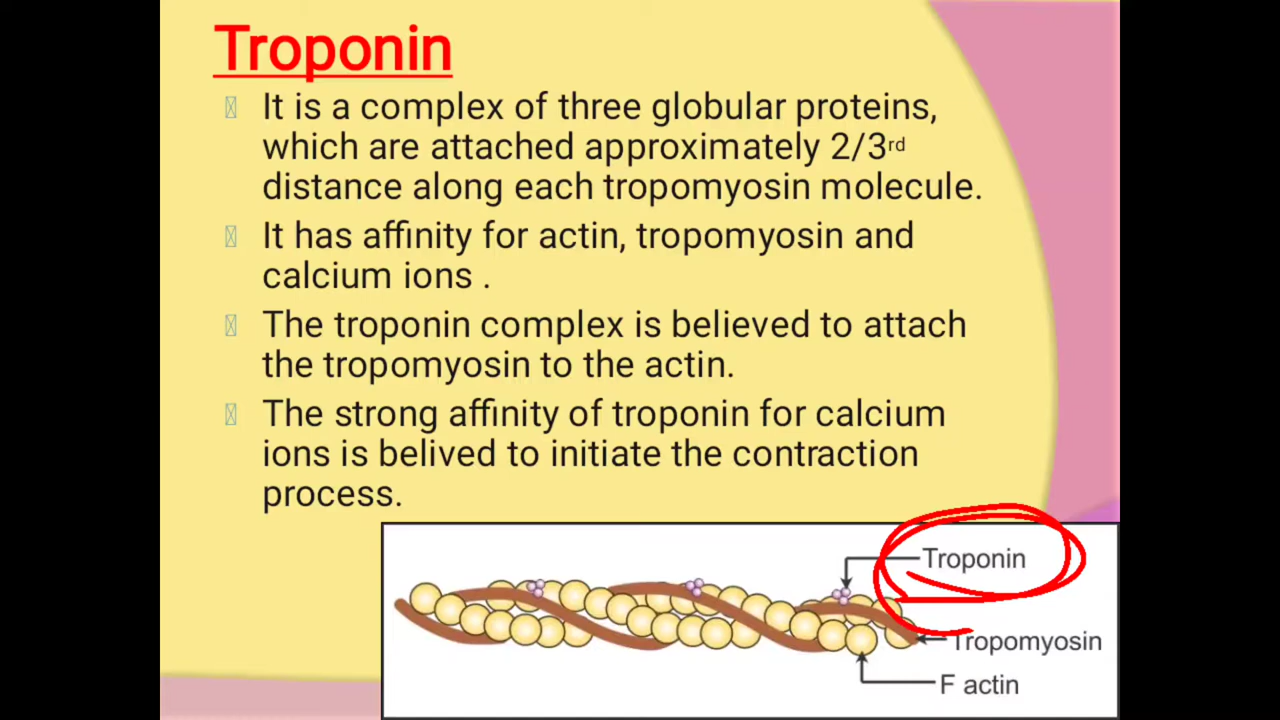 Troponin
It is a complex of three globular proteins,
which are attached approximately 2/3rd
distance along each tropomyosin molecule.
It has affinity for actin, tropomyosin and
calcium ions .
The troponin complex is believed to attach
the tropomyosin to the actin.
The strong affinity of troponin for calcium
ions is belived to initiate the contraction
process.
Troponin
Tropomyosin
F actin